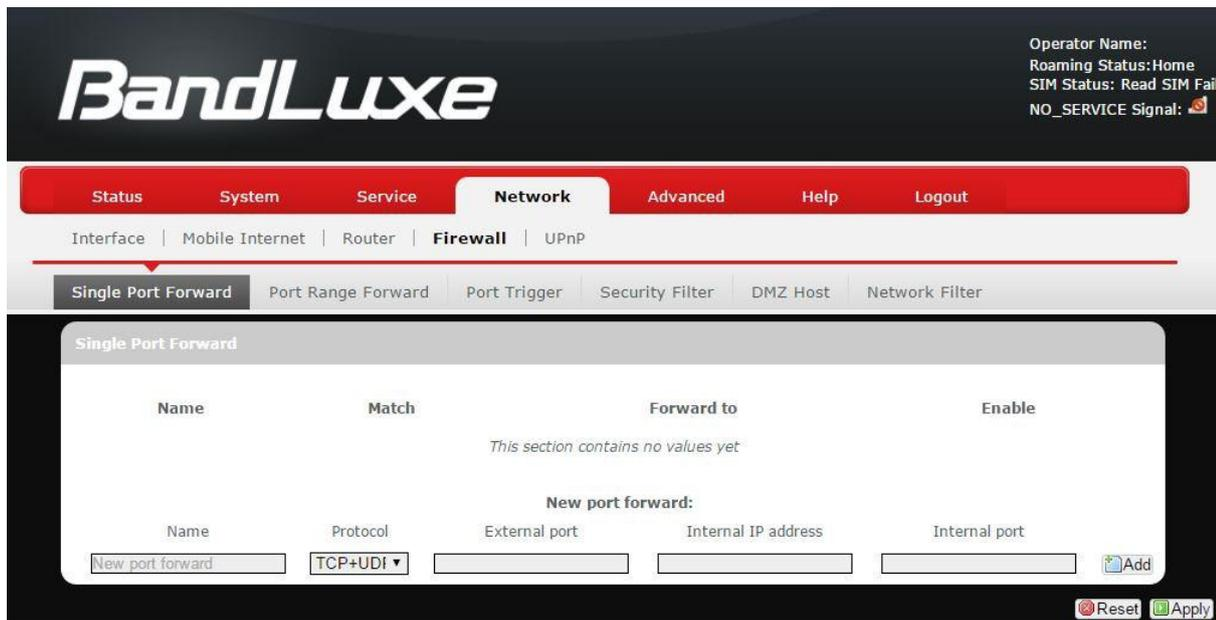 BandLuxe
Operator Name:
Roaming Status:Home
SIM Status: Read SIM Fail
NO_SERVICE Signal:
Status System Service Network Advanced Help Logout
Interface | Mobile Internet | Router | Firewall | UPnP
Single Port Forward Port Range Forward Port Trigger Security Filter DMZ Host Network Filter
Single Port Forward
Name Match Forward to Enable
This section contains no values yet
New port forward:
Name Protocol External port Internal IP address Internal port
New port forward TCP+UDP Add
Reset Apply